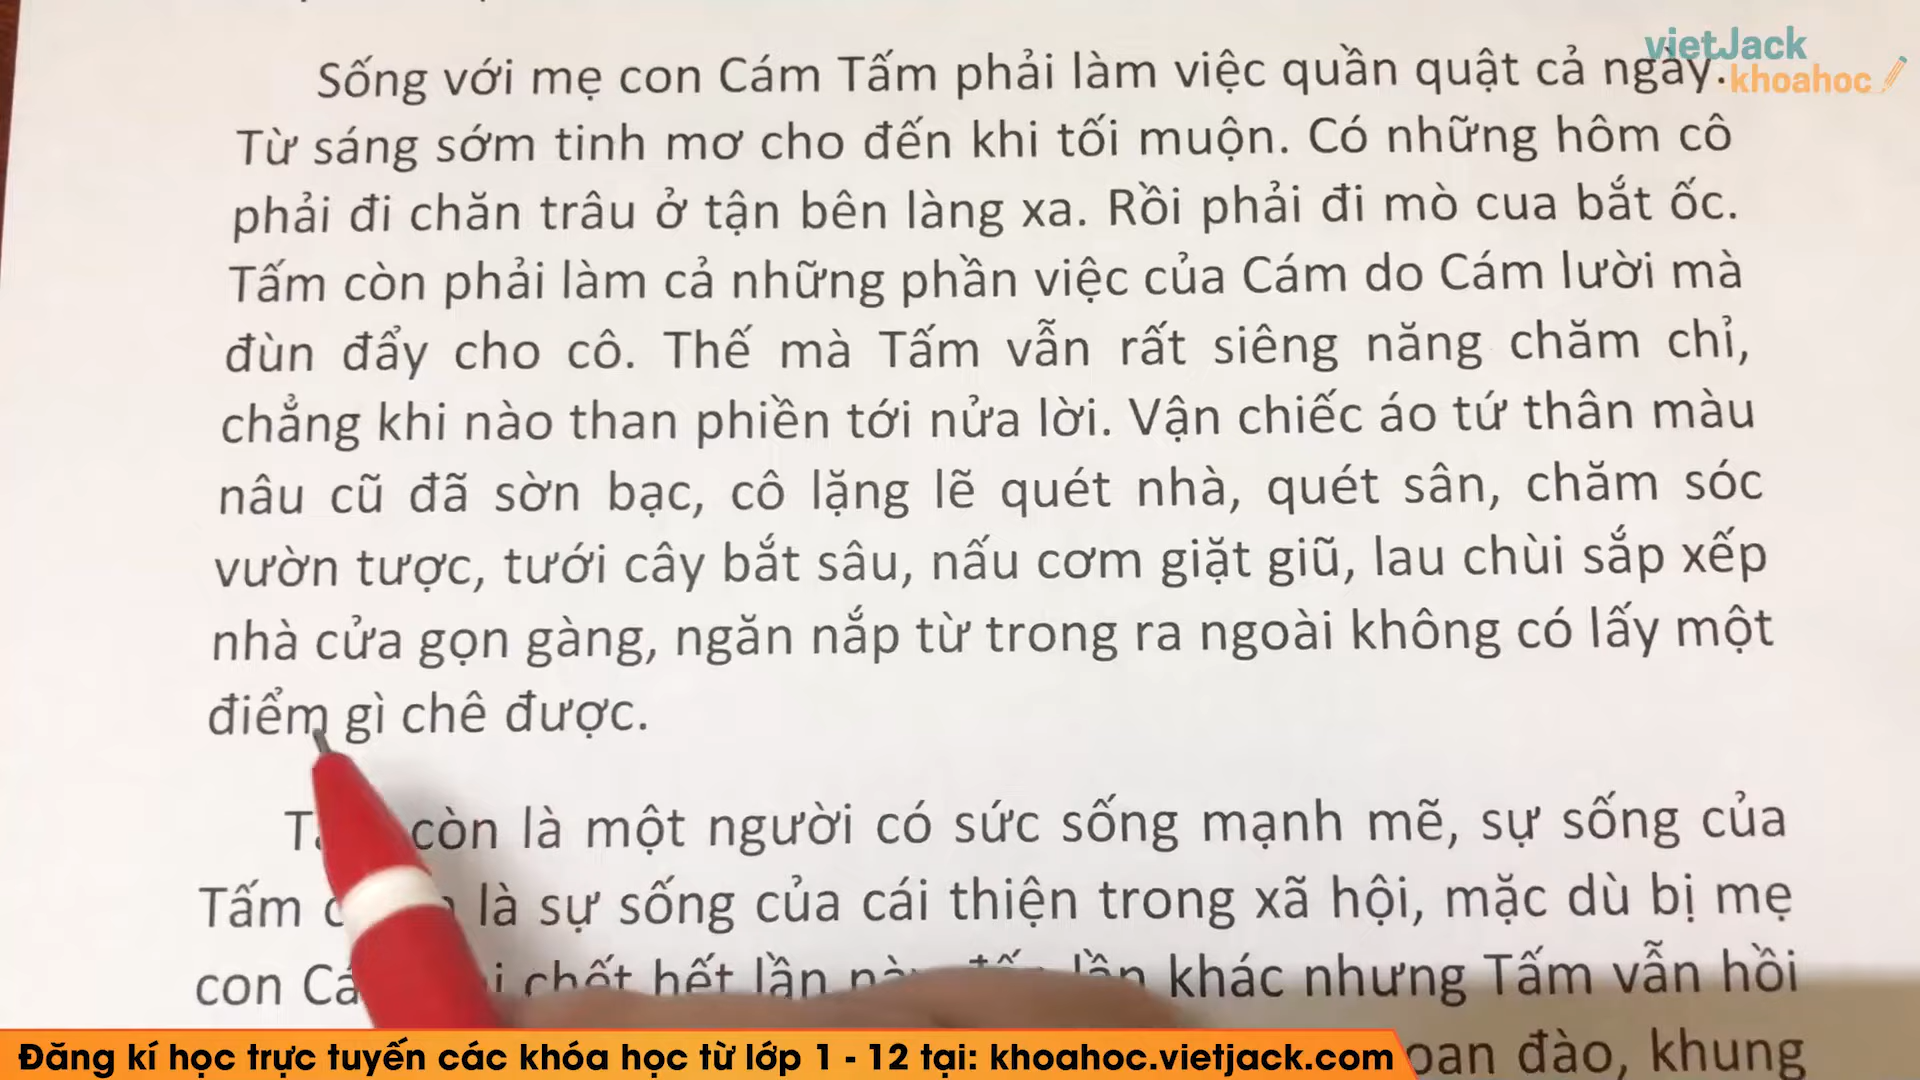 vietJack
khoahoc
Sống với mẹ con Cám Tấm phải làm việc quần quật cả ngày.
Từ sáng sớm tinh mơ cho đến khi tối muộn. Có những hôm cô
phải đi chăn trâu ở tận bên làng xa. Rồi phải đi mò cua bắt ốc.
Tấm còn phải làm cả những phần việc của Cám do Cám lười mà
đùn đẩy cho cô. Thế mà Tấm vẫn rất siêng năng chăm chỉ,
chẳng khi nào than phiền tới nửa lời. Vận chiếc áo tứ thân màu
nâu cũ đã sờn bạc, cô lặng lẽ quét nhà, quét sân, chăm sóc
vườn tược, tưới cây bắt sâu, nấu cơm giặt giũ, lau chùi sắp xếp
nhà cửa gọn gàng, ngăn nắp từ trong ra ngoài không có lấy một
điểm gì chê được.
còn là một người có sức sống mạnh mẽ, sự sống của
Tấm là sự sống của cái thiện trong xã hội, mặc dù bị mẹ
con chết hết lần này đến lần khác nhưng Tấm vẫn hồi
đào, khung
Đăng kí học trực tuyến các khóa học từ lớp 1 - 12 tại: khoahoc.vietjack.com